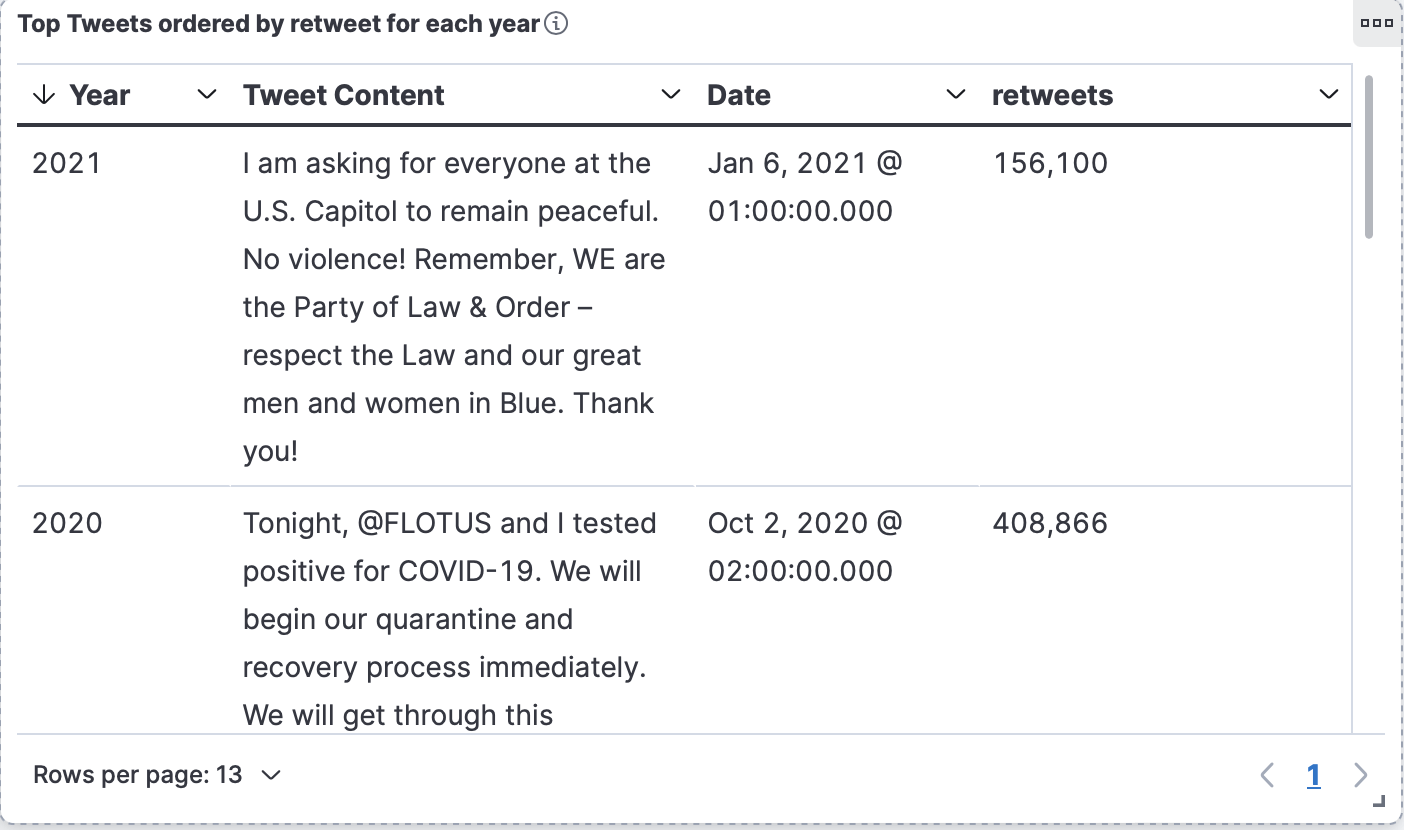 Top Tweets ordered by retweet for each year
Year Tweet Content Date retweets
2021 I am asking for everyone at the Jan 6, 2021 @ 156,100
U.S. Capitol to remain peaceful. 01:00:00.000
No violence! Remember, WE are
the Party of Law & Order –
respect the Law and our great
men and women in Blue. Thank
you!
2020 Tonight, @FLOTUS and I tested Oct 2, 2020 @ 408,866
positive for COVID-19. We will 02:00:00.000
begin our quarantine and
recovery process immediately.
We will get through this
Rows per page: 13 1